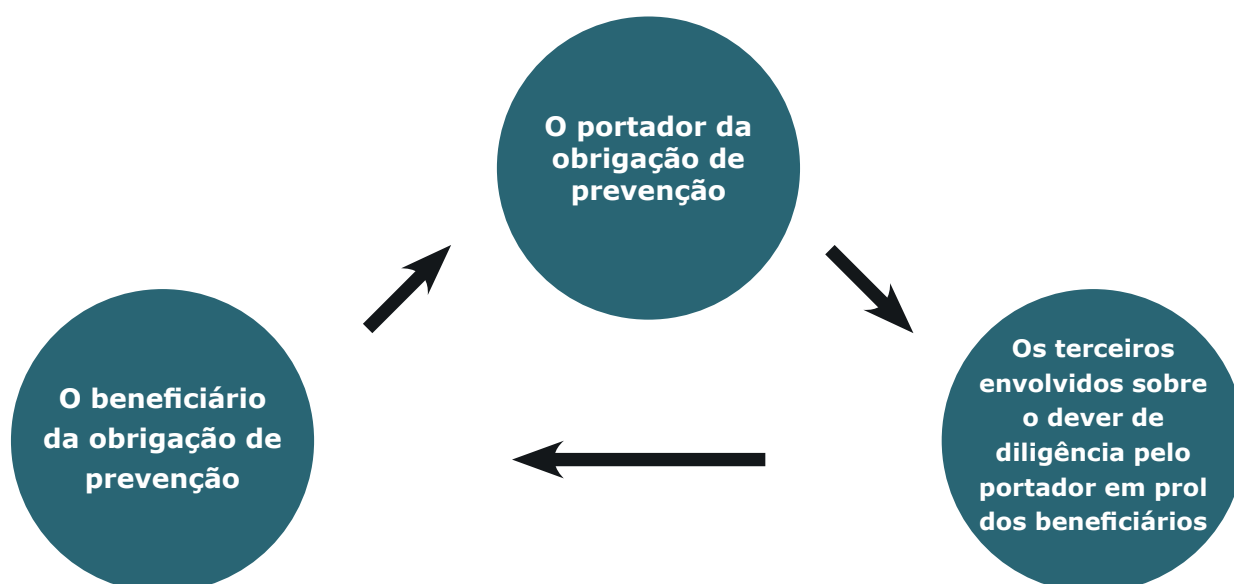 O portador da
obrigação de
prevenção
O beneficiário
da obrigação de
prevenção
Os terceiros
envolvidos sobre
o dever de
diligência pelo
portador em prol
dos beneficiários